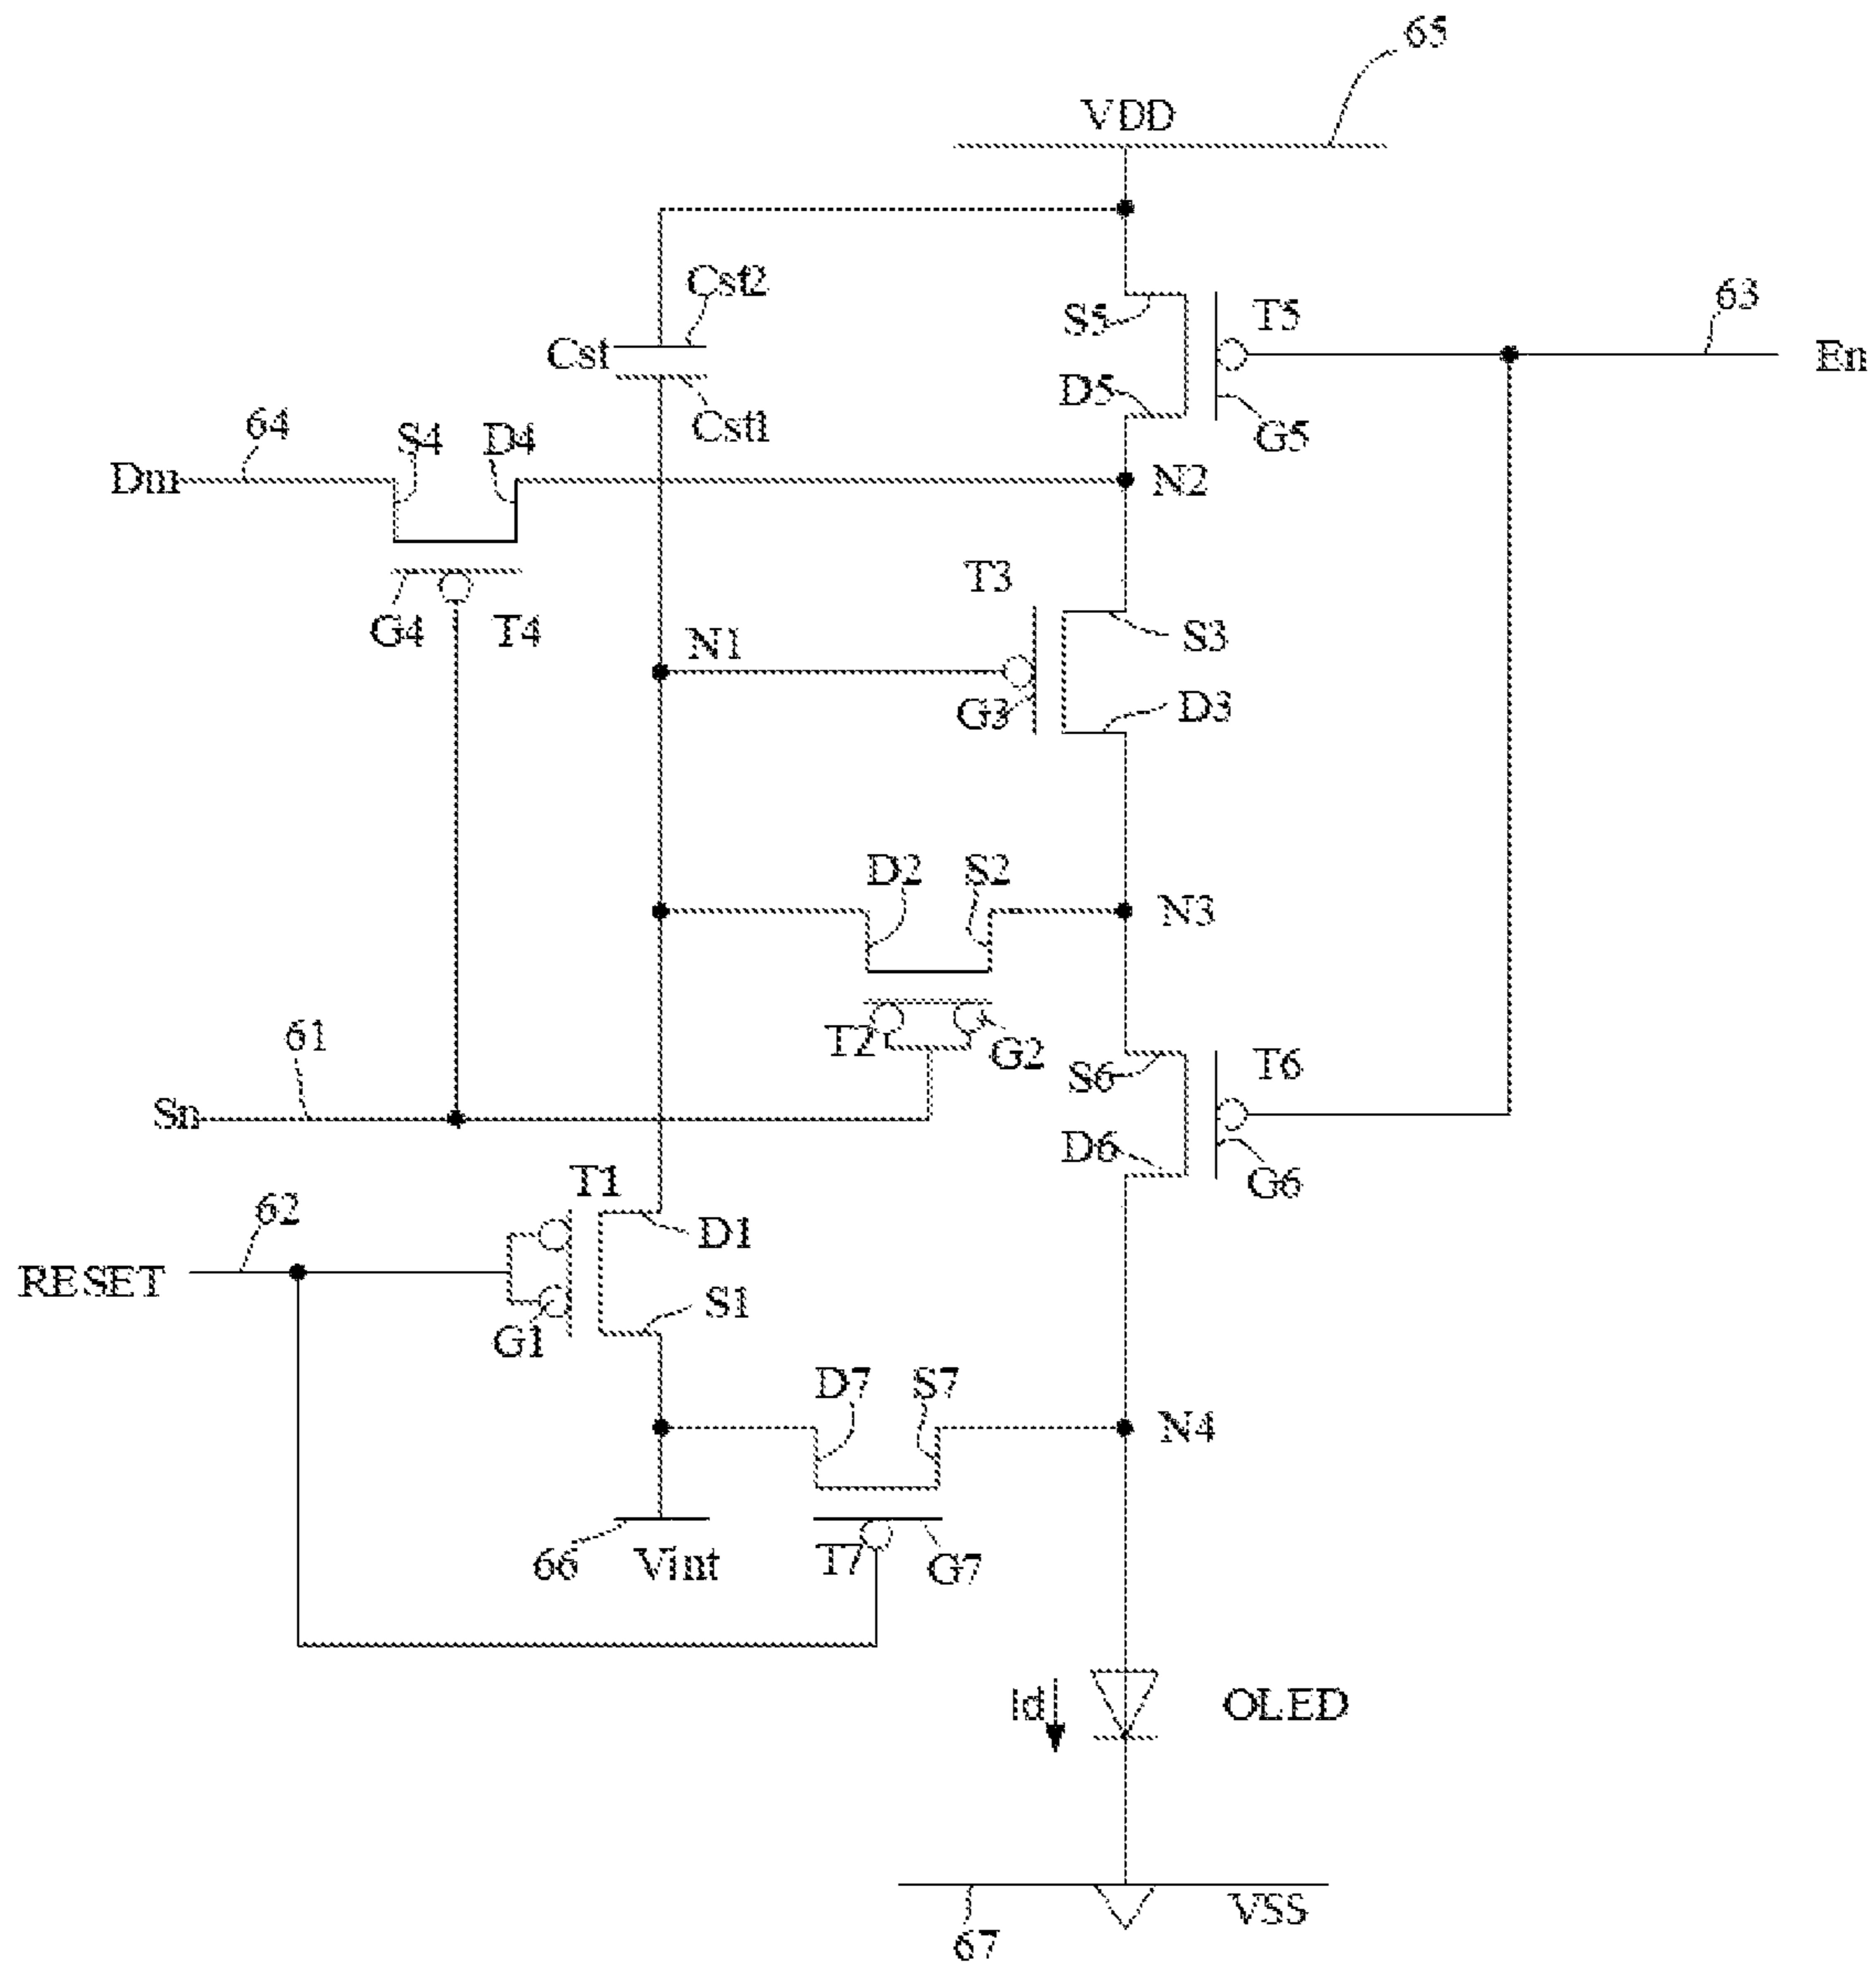 65
VDD
Cst2
S5
T5
63
Cst
En
D5
64
S4
D4
Cst1
G5
Dm
N2
T3
G4
T4
N1
S3
G3
D3
D2
S2
N3
61
T2
G2
S6
T6
Sn
D6
T1
G6
62
D1
RESET
S1
G1
D7
S7
N4
66
Vint
T7
G7
Id
OLED
VSS
67